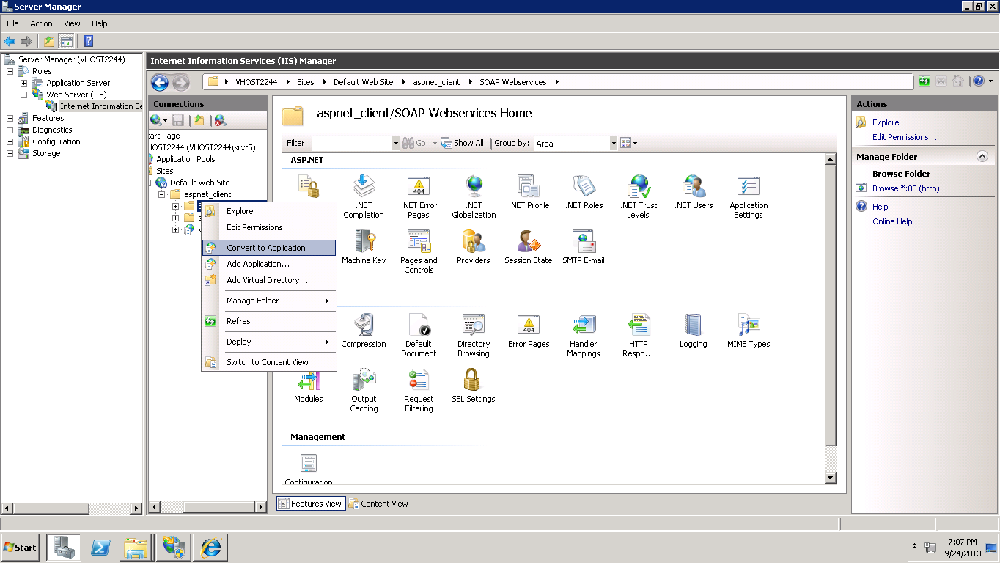 Server Manager
File Action View Help
Server Manager (VHOST2244)
Roles
Application Server
Web Server (IIS)
Internet Information Se
Features
Diagnostics
Configuration
Storage
Internet Information Services (IIS) Manager
VHOST2244 Sites Default Web Site aspnet_client SOAP Webservices
Connections
tart Page
HOST2244 (VHOST2244\krxt5)
Application Pools
Sites
Default Web Site
aspnet_client
Explore
Edit Permissions...
Convert to Application
Add Application...
Add Virtual Directory...
Manage Folder
Refresh
Deploy
Switch to Content View
aspnet_client/SOAP Webservices Home
Filter: Go Show All Group by: Area
ASP.NET
.NET Compilation
.NET Error Pages
.NET Globalization
.NET Profile
.NET Roles
.NET Trust Levels
.NET Users
Application Settings
Machine Key
Pages and Controls
Providers
Session State
SMTP E-mail
Compression
Default Document
Directory Browsing
Error Pages
Handler Mappings
HTTP Respo...
Logging
MIME Types
Modules
Output Caching
Request Filtering
SSL Settings
Management
Configuration
Features View Content View
Actions
Explore
Edit Permissions...
Manage Folder
Browse Folder
Browse *:80 (http)
Help
Online Help
Start
7:07 PM
9/24/2013